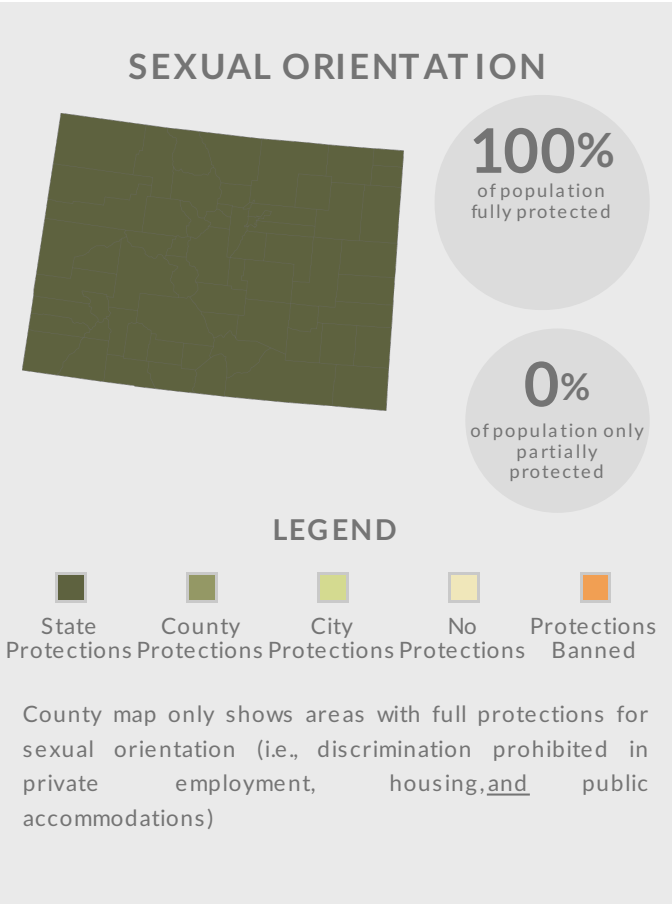 SEXUAL ORIENTATION
100%
of population
fully protected
0%
of population only
partially
protected
LEGEND
State Protections
County Protections
City Protections
No Protections
Protections Banned
County map only shows areas with full protections for
sexual orientation (i.e., discrimination prohibited in
private employment, housing,and public
accommodations)